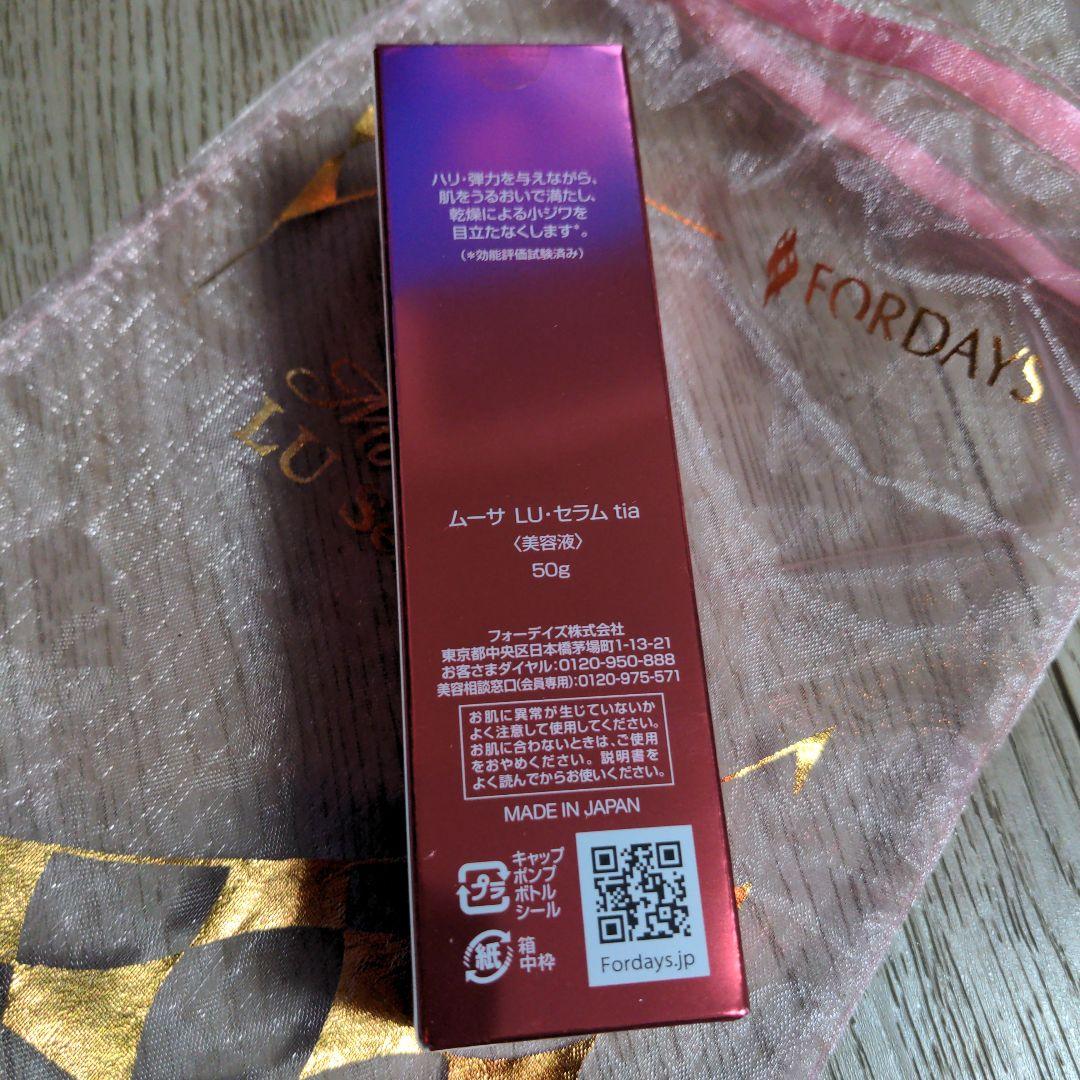 ハリ・弾力を与えながら、
肌をうるおいで満たし、
乾燥による小ジワを
目立たなくします*。
(*効能評価試験済み)
FORDAYS
LU
ムーサ LU・セラム tia
〈美容液〉
50g
フォーデイズ株式会社
東京都中央区日本橋茅場町1-13-21
お客さまダイヤル:0120-950-888
美容相談窓口(会員専用):0120-975-571
お肌に異常が生じていないか
よく注意して使用してください。
お肌に合わないときは、ご使用
をおやめください。説明書を
よく読んでからお使いください。
MADE IN JAPAN
プラ
キャップ
ポンプ
ボトル
シール
紙
箱
中枠
Fordays.jp